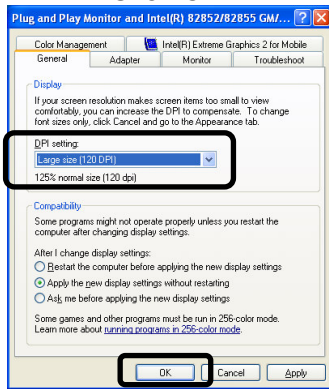 Plug and Play Monitor and Intel(R) 82852/82855 GM/...
Color Management Intel(R) Extreme Graphics 2 for Mobile
General Adapter Monitor Troubleshoot
Display
If your screen resolution makes screen items too small to view
comfortably, you can increase the DPI to compensate. To change
font sizes only, click Cancel and go to the Appearance tab.
DPI setting:
Large size (120 DPI)
125% normal size (120 dpi)
Compatibility
Some programs might not operate properly unless you restart the
computer after changing display settings.
After I change display settings:
Restart the computer before applying the new display settings
Apply the new display settings without restarting
Ask me before applying the new display settings
Some games and other programs must be run in 256-color mode.
Learn more about running programs in 256-color mode.
OK Cancel Apply